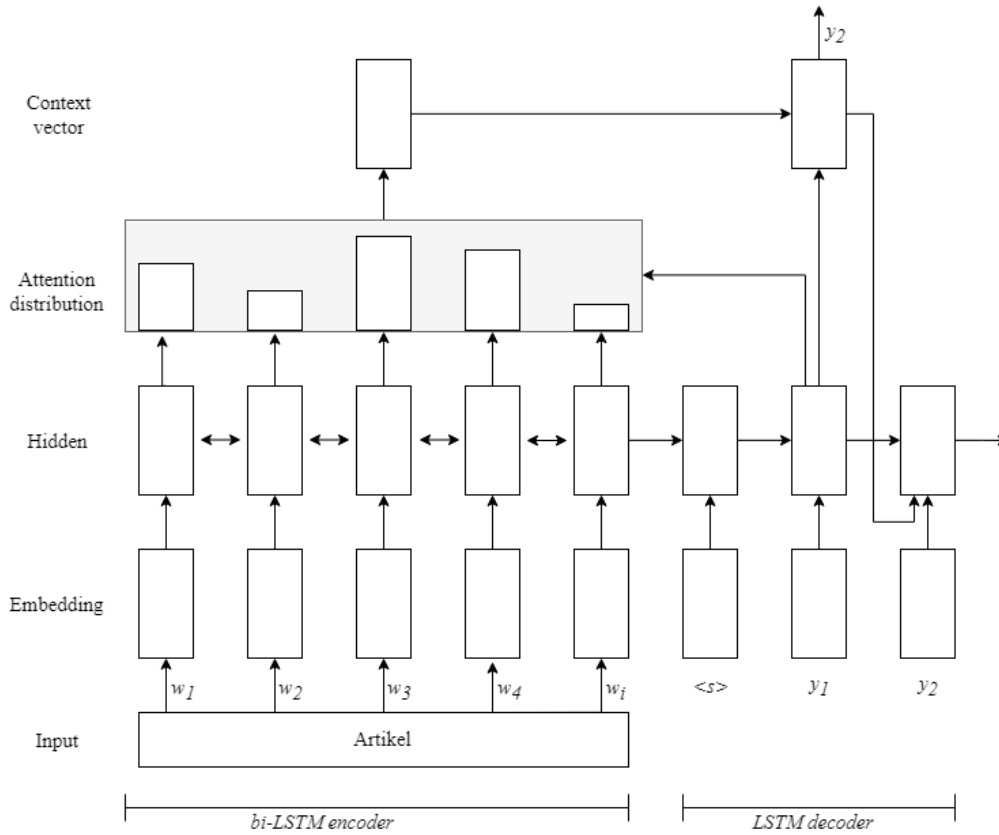 y2
Context
vector
Attention
distribution
Hidden
Embedding
w1 w2 w3 w4 wi <s> y1 y2
Input Artikel
bi-LSTM encoder LSTM decoder